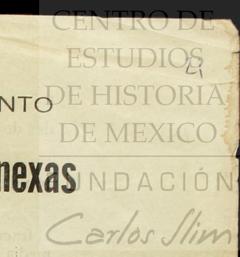 CENTRO DE
ESTUDIOS
DE HISTORIA
NTO
DE MEXICO
nexas
FUNDACIÓN
Carlos Slim